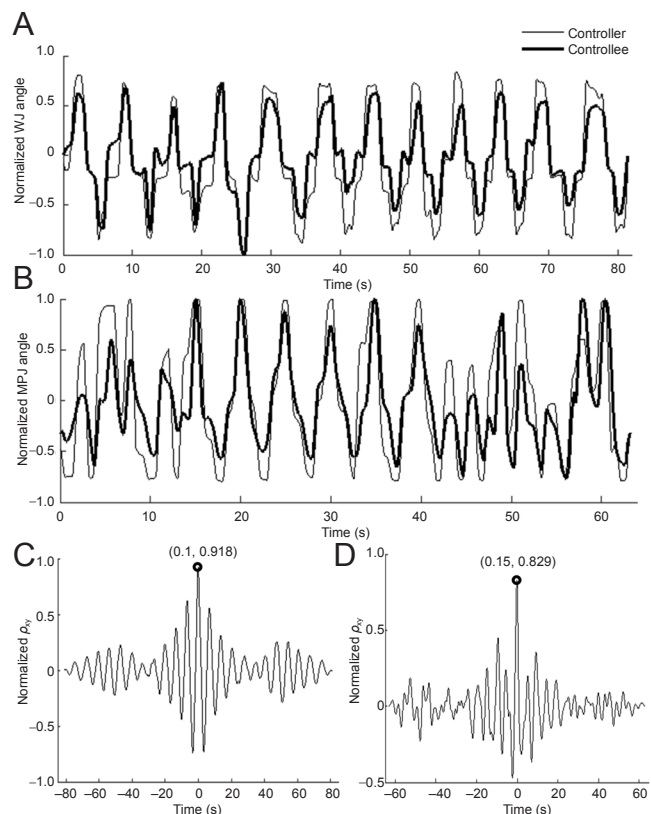 A
Controller
Controllee
Normalized WJ angle
1.0
0.5
0
–0.5
–1.0
0 10 20 30 40 50 60 70 80
Time (s)
B
Normalized MPJ angle
1.0
0.5
0
–0.5
–1.0
0 10 20 30 40 50 60
Time (s)
C
(0.1, 0.918)
Normalized ρxy
1.0
0.5
0
–0.5
–1.0
–80 –60 –40 –20 0 20 40 60 80
Time (s)
D
(0.15, 0.829)
Normalized ρxy
1.0
0.5
0
–0.5
–60 –40 –20 0 20 40 60
Time (s)